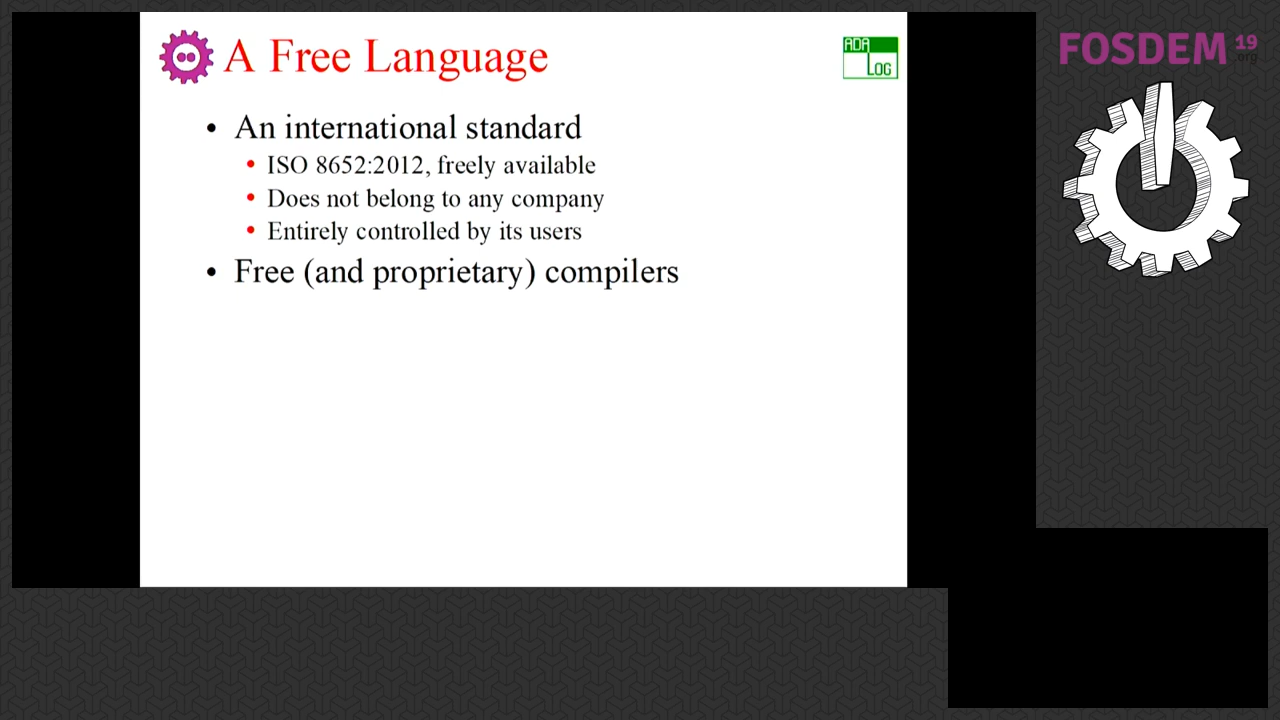 A Free Language
ADA
LOG
• An international standard
• ISO 8652:2012, freely available
• Does not belong to any company
• Entirely controlled by its users
• Free (and proprietary) compilers
FOSDEM 19
.org